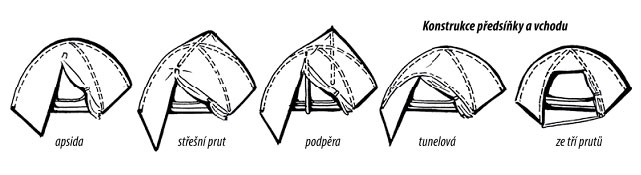 Konstrukce předsíňky a vchodu
apsida
střešní prut
podpěra
tunelová
ze tří prutů